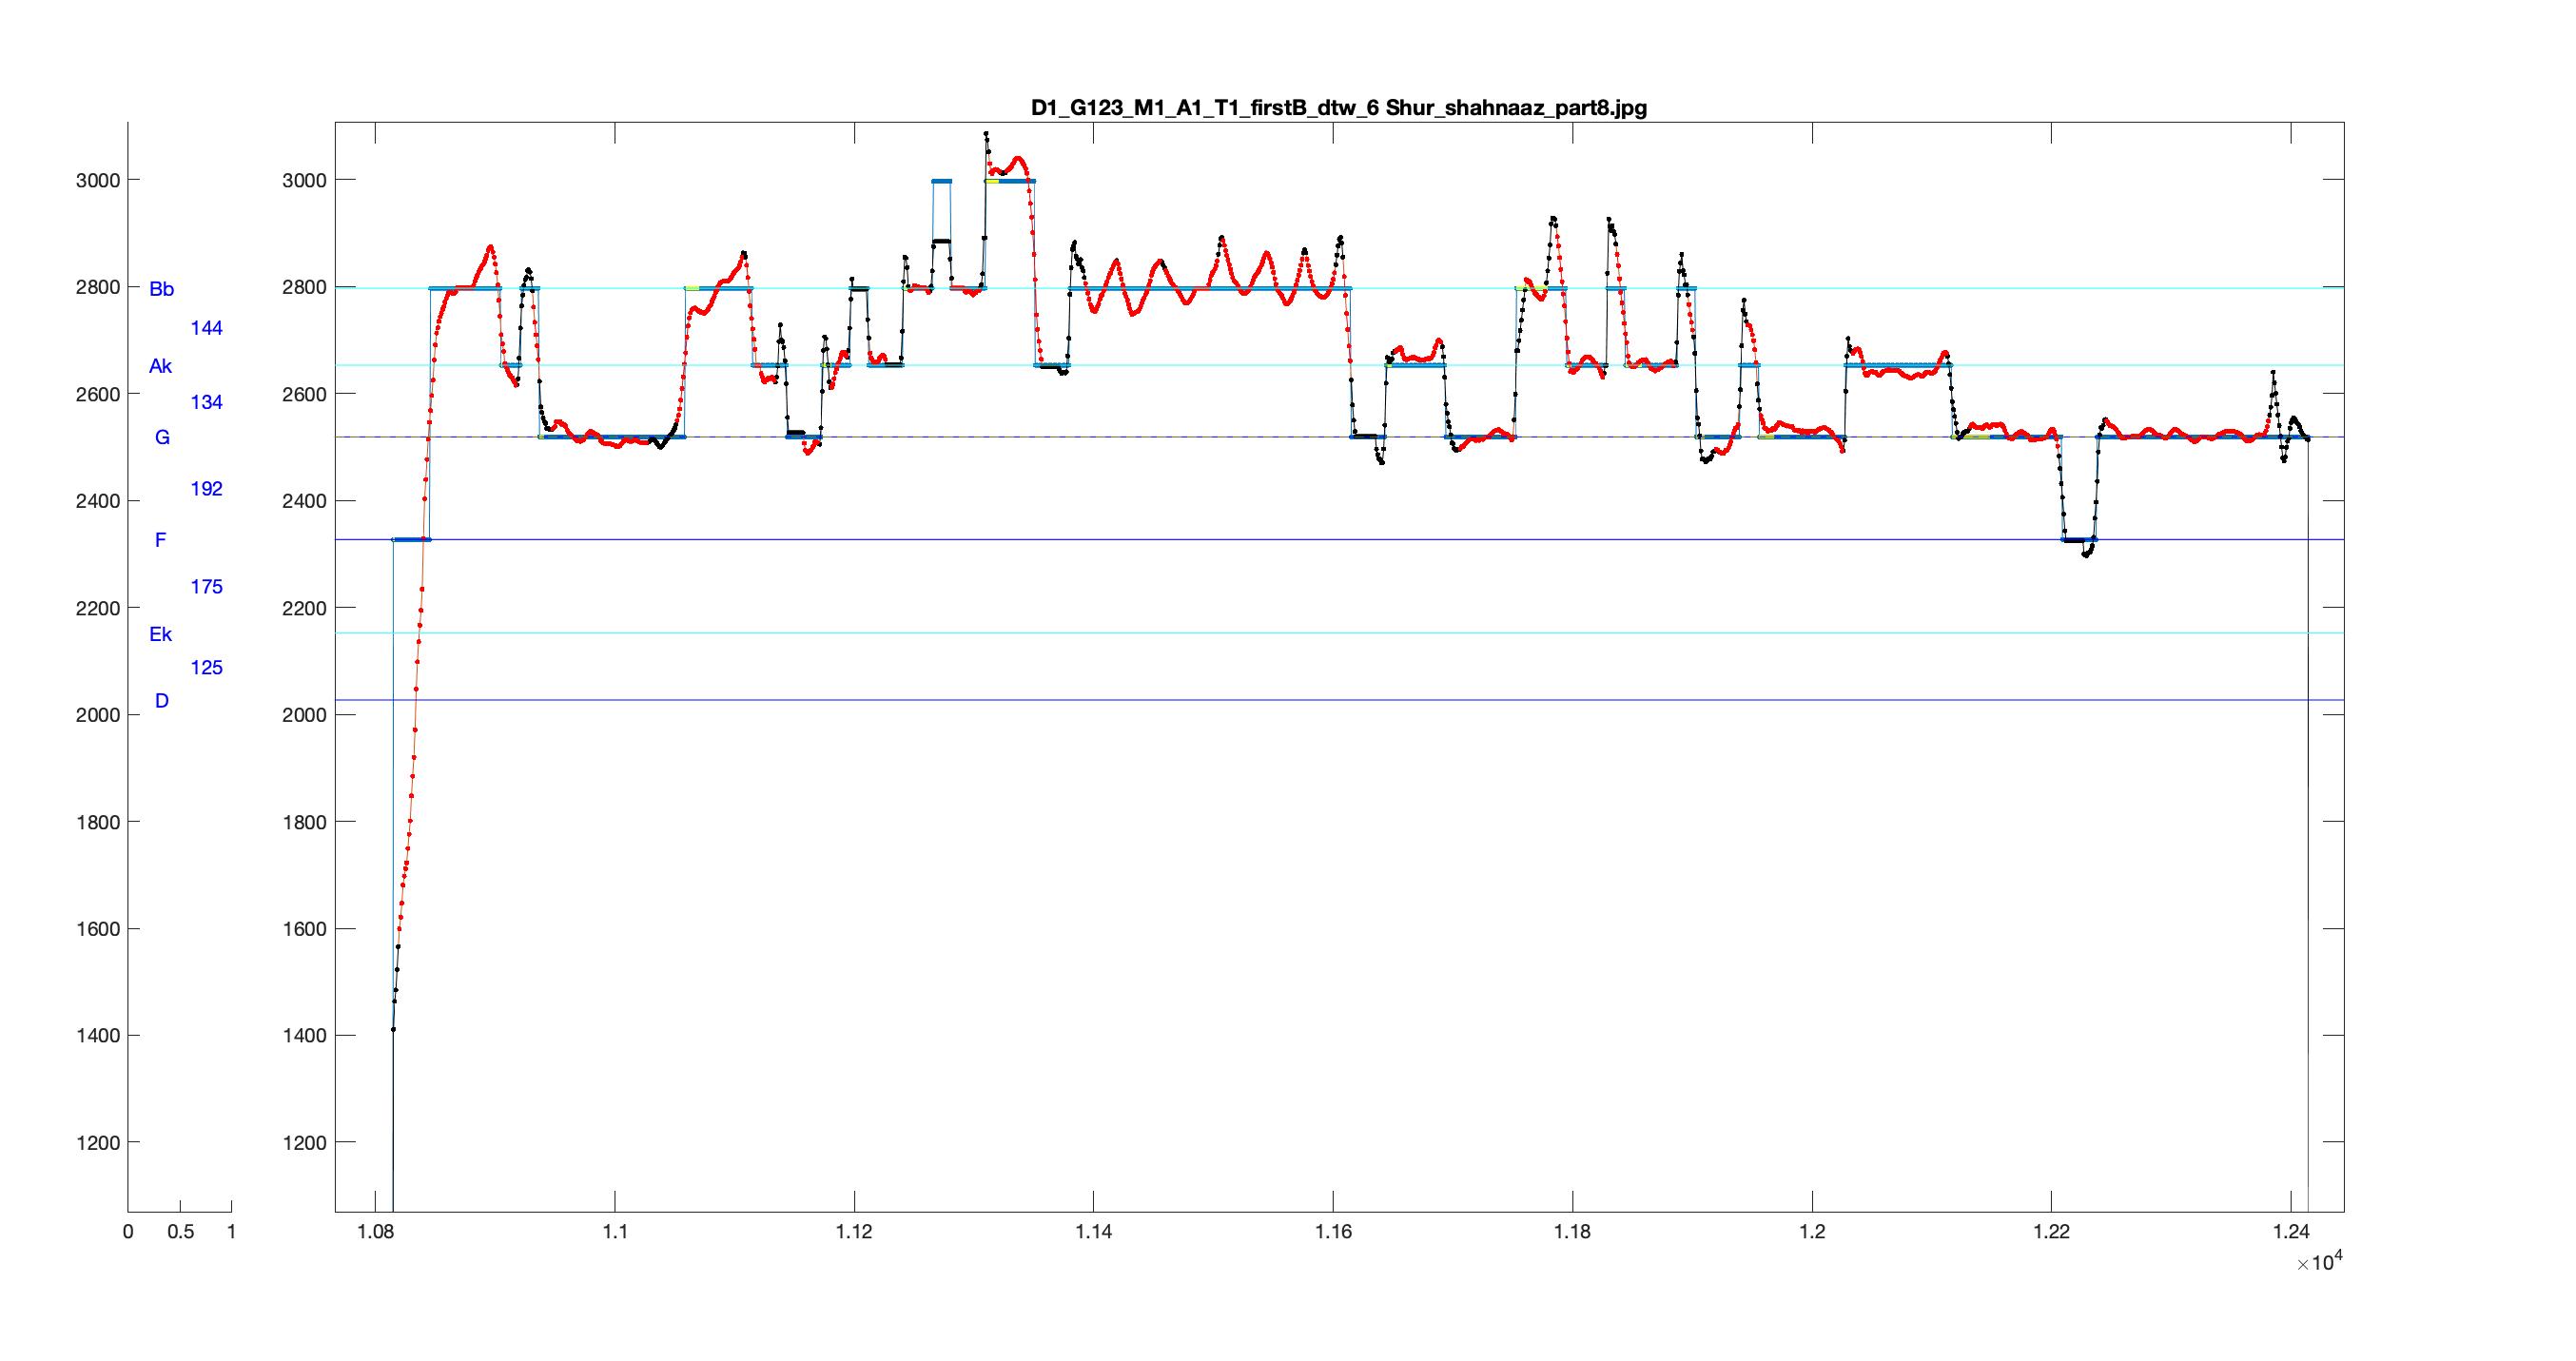 D1_G123_M1_A1_T1_firstB_dtw_6 Shur_shahnaaz_part8.jpg
3000 3000
2800 Bb 2800
144
Ak
2600 2600
134
G
192
2400 2400
F
175
2200 2200
Ek
125
D
2000 2000
1800 1800
1600 1600
1400 1400
1200 1200
0 0.5 1 1.08 1.1 1.12 1.14 1.16 1.18 1.2 1.22 1.24
×10⁴